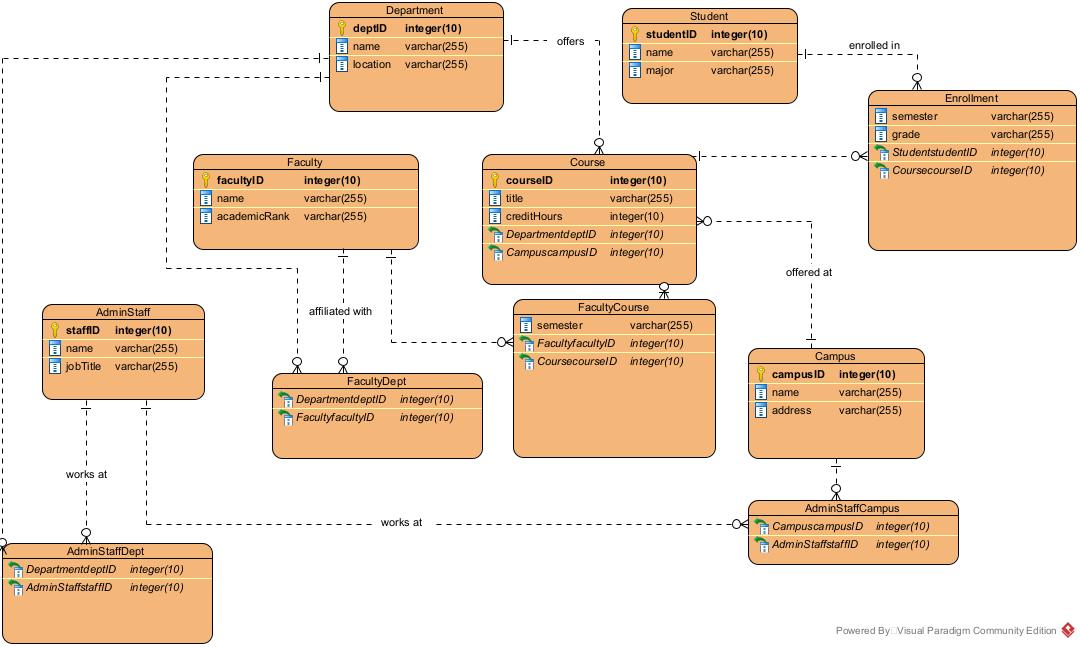 Department
deptID integer(10)
name varchar(255)
location varchar(255)
offers
Student
studentID integer(10)
name varchar(255)
major varchar(255)
enrolled in
Enrollment
semester varchar(255)
grade varchar(255)
StudentstudentID integer(10)
CoursecourseID integer(10)
Faculty
facultyID integer(10)
name varchar(255)
academicRank varchar(255)
Course
courseID integer(10)
title varchar(255)
creditHours integer(10)
DepartmentdeptID integer(10)
CampuscampusID integer(10)
offered at
affiliated with
AdminStaff
staffID integer(10)
name varchar(255)
jobTitle varchar(255)
FacultyCourse
semester varchar(255)
FacultyfacultyID integer(10)
CoursecourseID integer(10)
Campus
campusID integer(10)
name varchar(255)
address varchar(255)
FacultyDept
DepartmentdeptID integer(10)
FacultyfacultyID integer(10)
works at
works at
AdminStaffCampus
CampuscampusID integer(10)
AdminStaffstaffID integer(10)
AdminStaffDept
DepartmentdeptID integer(10)
AdminStaffstaffID integer(10)
Powered By Visual Paradigm Community Edition